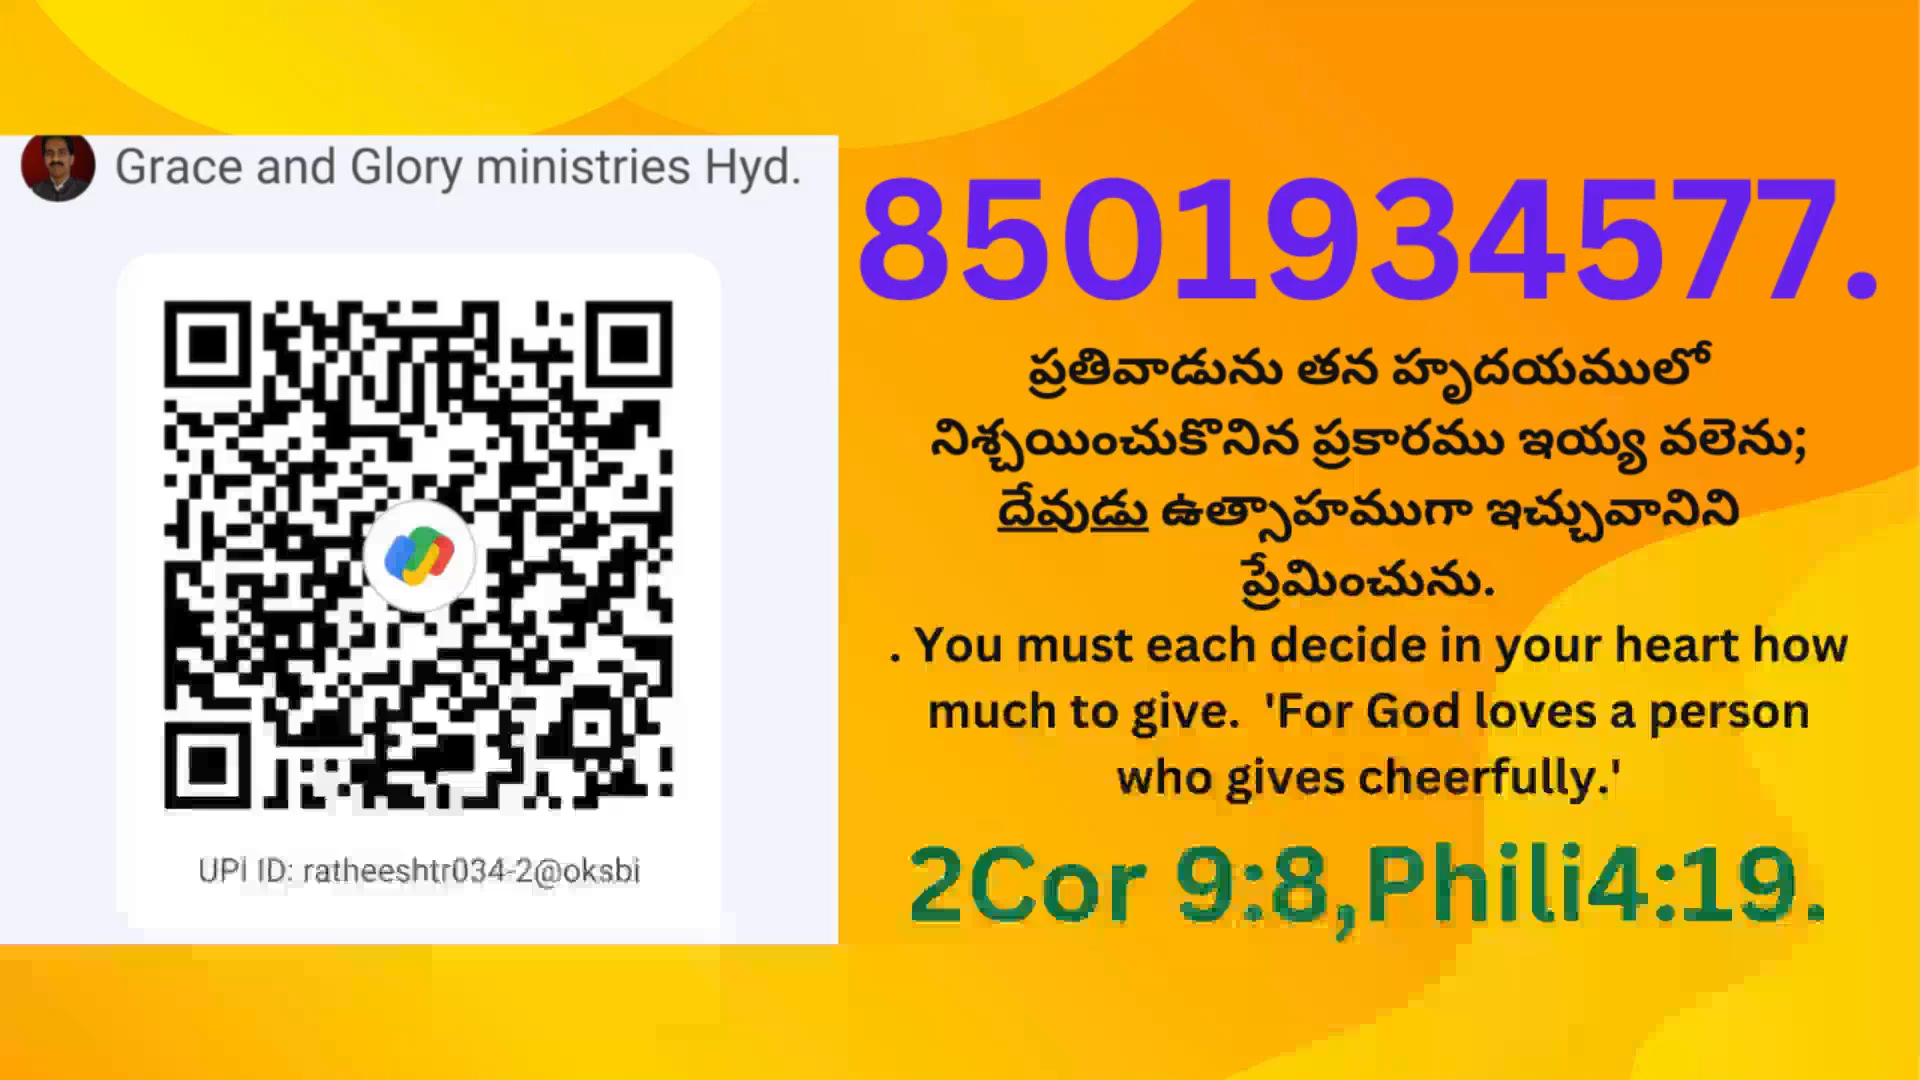 Grace and Glory ministries Hyd.
UPI ID: ratheeshtr034-2@oksbi
8501934577.
ప్రతివాడును తన హృదయములో
నిశ్చయించుకొనిన ప్రకారము ఇయ్య వలెను;
దేవుడు ఉత్సాహముగా ఇచ్చువానిని
ప్రేమించును.
. You must each decide in your heart how
much to give. 'For God loves a person
who gives cheerfully.'
2Cor 9:8,Phili4:19.